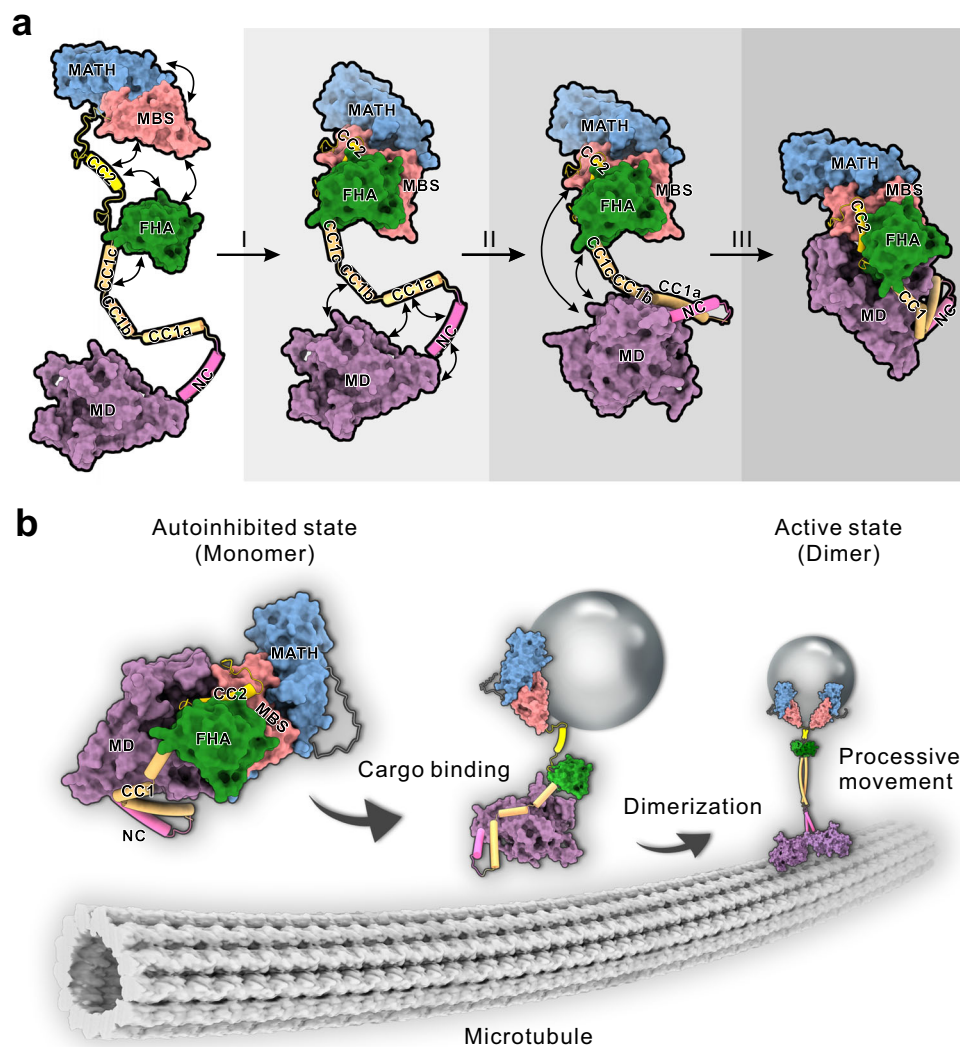 a
MATH
MBS
CC2
FHA
CC1c
CC1b
CC1a
NC
MD
I
MATH
CC2
FHA
MBS
CC1c
CC1b
CC1a
NC
MD
II
MATH
CC2
MBS
FHA
CC1c
CC1b
CC1a
NC
MD
III
MATH
MBS
CC2
FHA
MD
CC1
NC
b
Autoinhibited state
(Monomer)
Active state
(Dimer)
MATH
CC2
MBS
MD
FHA
CC1
NC
Cargo binding
Dimerization
Processive
movement
Microtubule